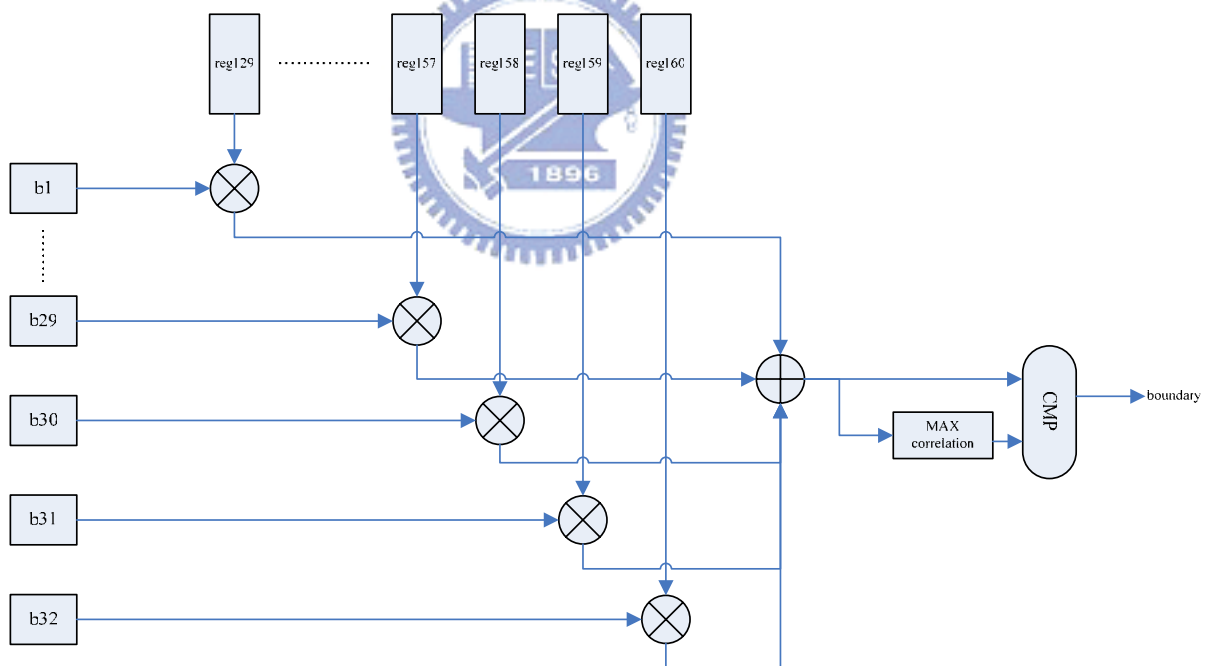 reg129
reg157
reg158
reg159
reg160
1896
b1
b29
b30
b31
b32
MAX
correlation
CMP
boundary